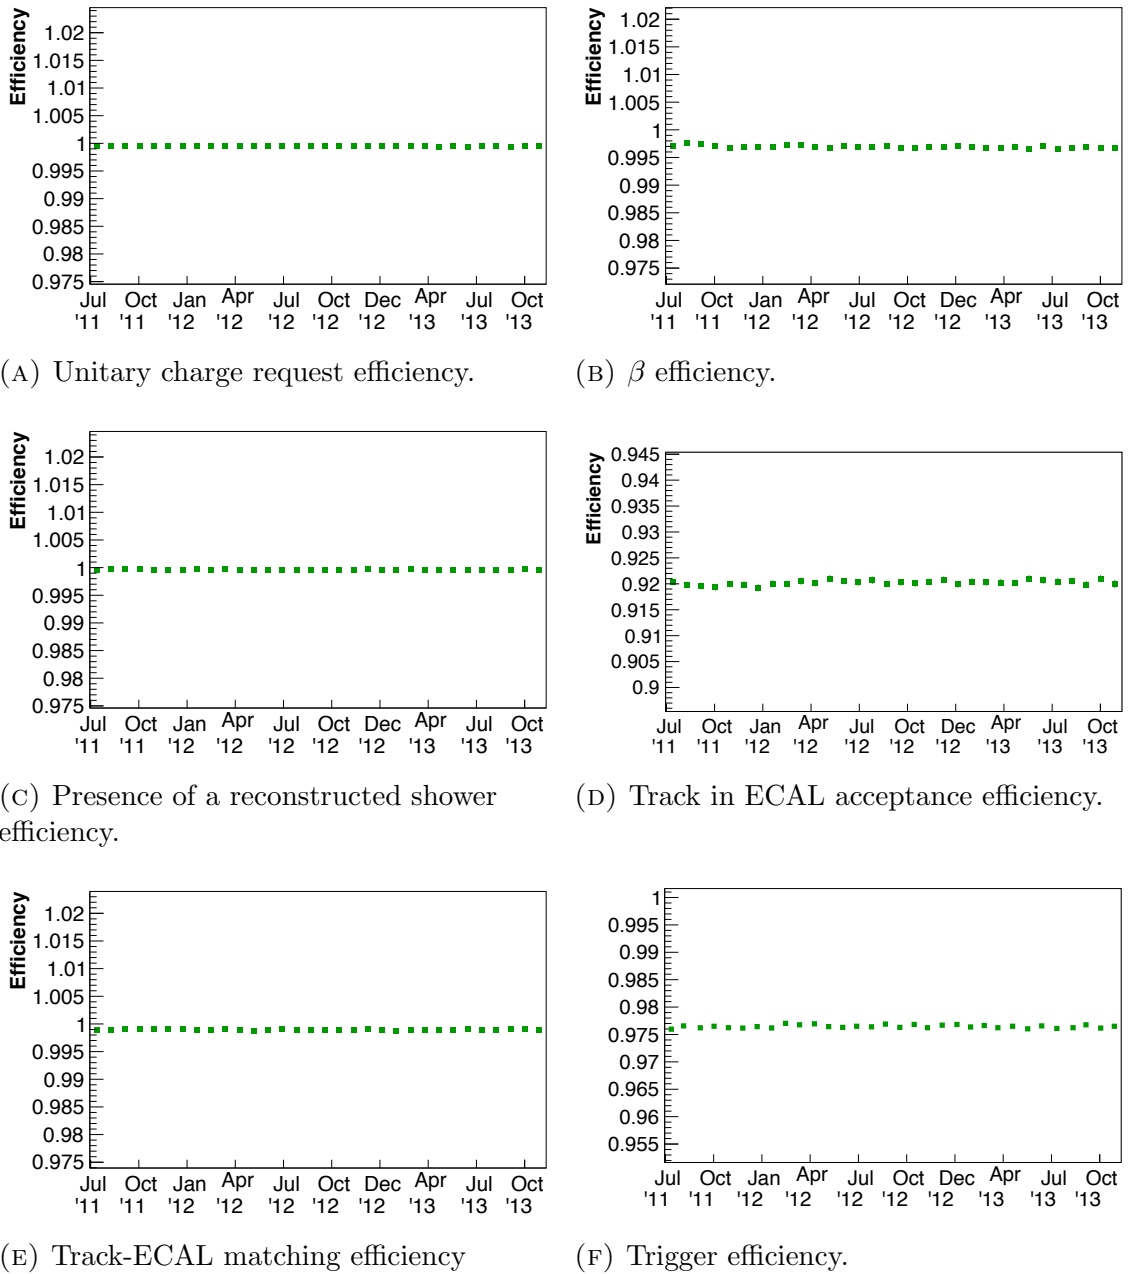 Efficiency
1.02
1.015
1.01
1.005
1
0.995
0.99
0.985
0.98
0.975
Jul Oct Jan Apr Jul Oct Dec Apr Jul Oct
'11 '11 '12 '12 '12 '12 '12 '13 '13 '13
(A) Unitary charge request efficiency.
Efficiency
1.02
1.015
1.01
1.005
1
0.995
0.99
0.985
0.98
0.975
Jul Oct Jan Apr Jul Oct Dec Apr Jul Oct
'11 '11 '12 '12 '12 '12 '12 '13 '13 '13
(B) β efficiency.
Efficiency
1.02
1.015
1.01
1.005
1
0.995
0.99
0.985
0.98
0.975
Jul Oct Jan Apr Jul Oct Dec Apr Jul Oct
'11 '11 '12 '12 '12 '12 '12 '13 '13 '13
(C) Presence of a reconstructed shower
efficiency.
Efficiency
0.945
0.94
0.935
0.93
0.925
0.92
0.915
0.91
0.905
0.9
Jul Oct Jan Apr Jul Oct Dec Apr Jul Oct
'11 '11 '12 '12 '12 '12 '12 '13 '13 '13
(D) Track in ECAL acceptance efficiency.
Efficiency
1.02
1.015
1.01
1.005
1
0.995
0.99
0.985
0.98
0.975
Jul Oct Jan Apr Jul Oct Dec Apr Jul Oct
'11 '11 '12 '12 '12 '12 '12 '13 '13 '13
(E) Track-ECAL matching efficiency
1
0.995
0.99
0.985
0.98
0.975
0.97
0.965
0.96
0.955
Jul Oct Jan Apr Jul Oct Dec Apr Jul Oct
'11 '11 '12 '12 '12 '12 '12 '13 '13 '13
(F) Trigger efficiency.